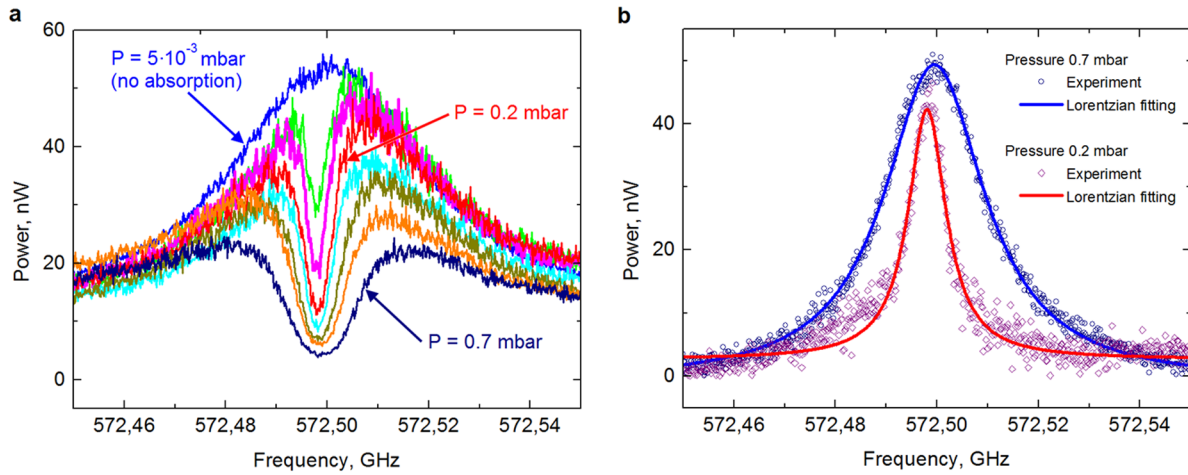 a
Power, nW
60
40
20
0
P = 5·10⁻³ mbar
(no absorption)
P = 0.2 mbar
P = 0.7 mbar
572,46 572,48 572,50 572,52 572,54
Frequency, GHz
b
Power, nW
40
20
0
Pressure 0.7 mbar
Experiment
Lorentzian fitting
Pressure 0.2 mbar
Experiment
Lorentzian fitting
572,46 572,48 572,50 572,52 572,54
Frequency, GHz